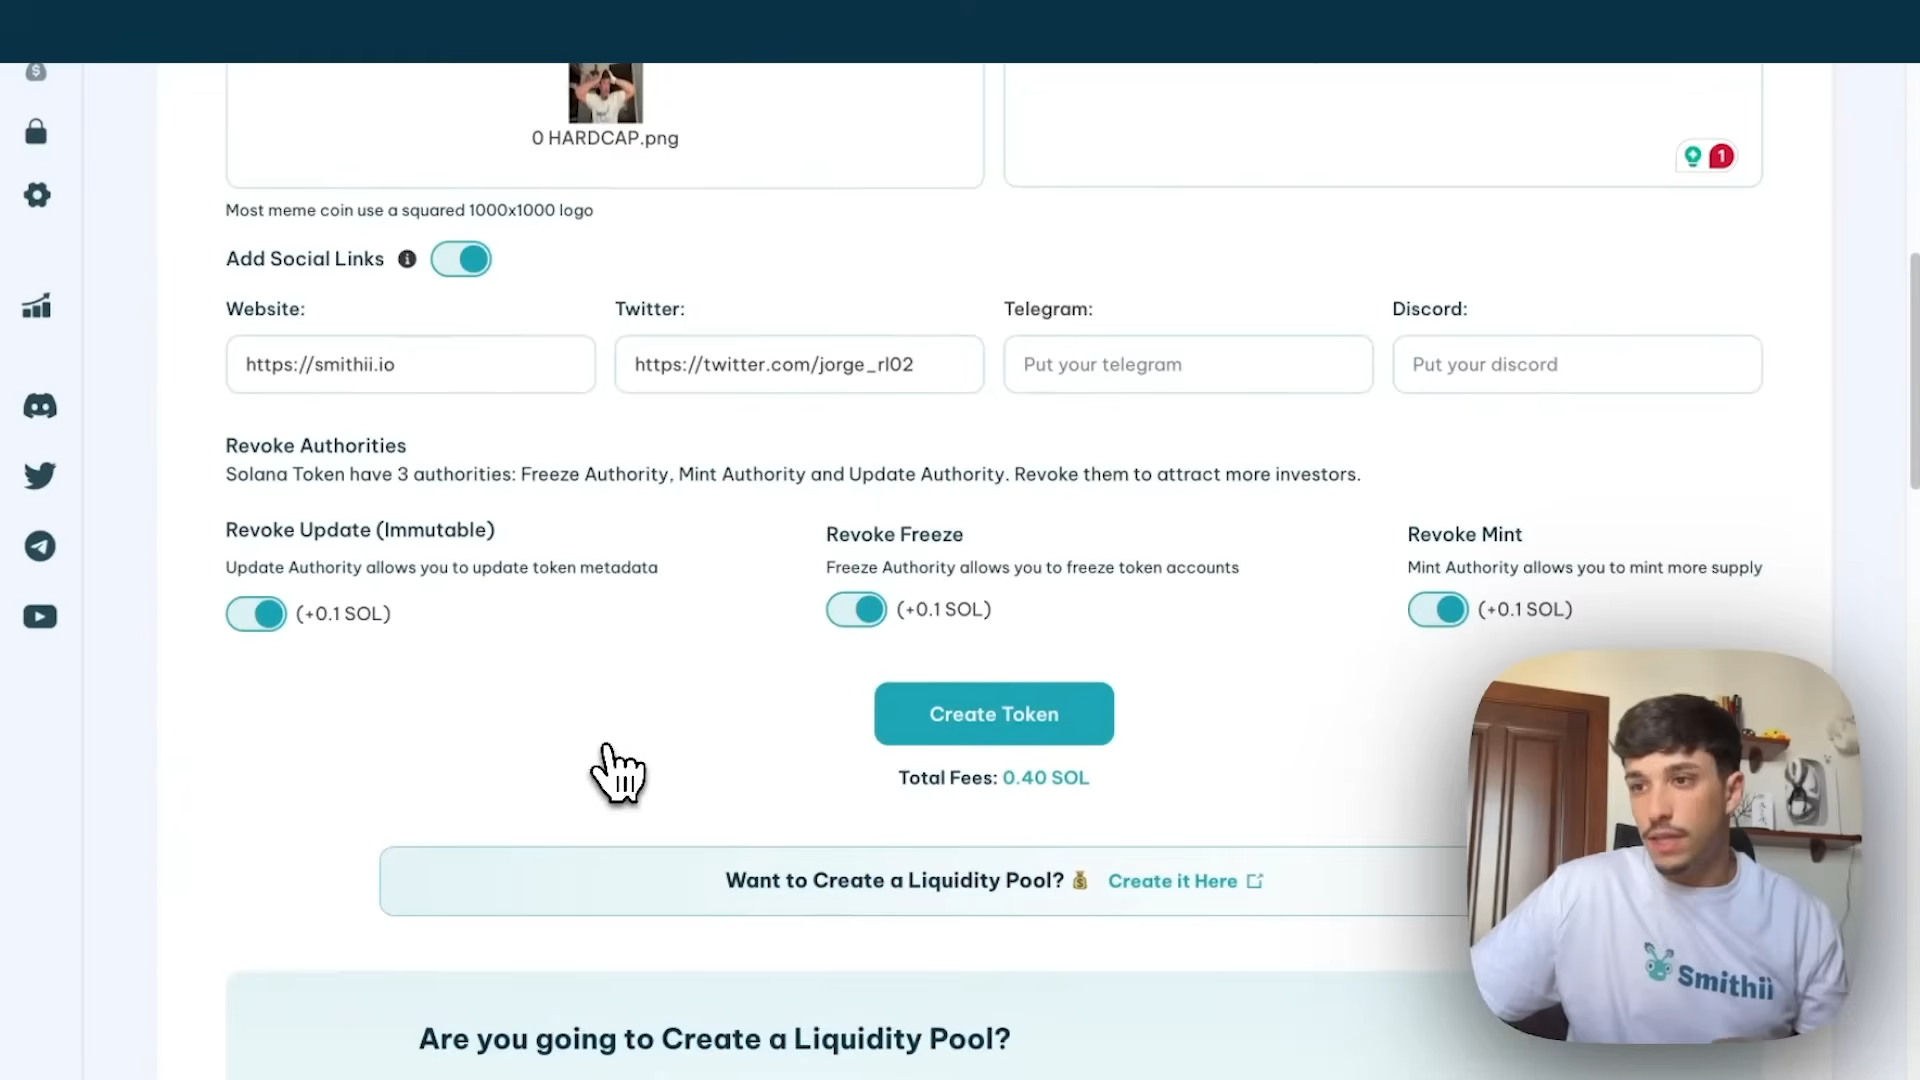 0 HARDCAP.png
1
Most meme coin use a squared 1000x1000 logo
Add Social Links
Website:
Twitter:
Telegram:
Discord:
https://smithii.io
https://twitter.com/jorge_rl02
Put your telegram
Put your discord
Revoke Authorities
Solana Token have 3 authorities: Freeze Authority, Mint Authority and Update Authority. Revoke them to attract more investors.
Revoke Update (Immutable)
Revoke Freeze
Revoke Mint
Update Authority allows you to update token metadata
Freeze Authority allows you to freeze token accounts
Mint Authority allows you to mint more supply
(+0.1 SOL)
(+0.1 SOL)
(+0.1 SOL)
Create Token
Total Fees: 0.40 SOL
Want to Create a Liquidity Pool? 💰 Create it Here
Smithii
Are you going to Create a Liquidity Pool?